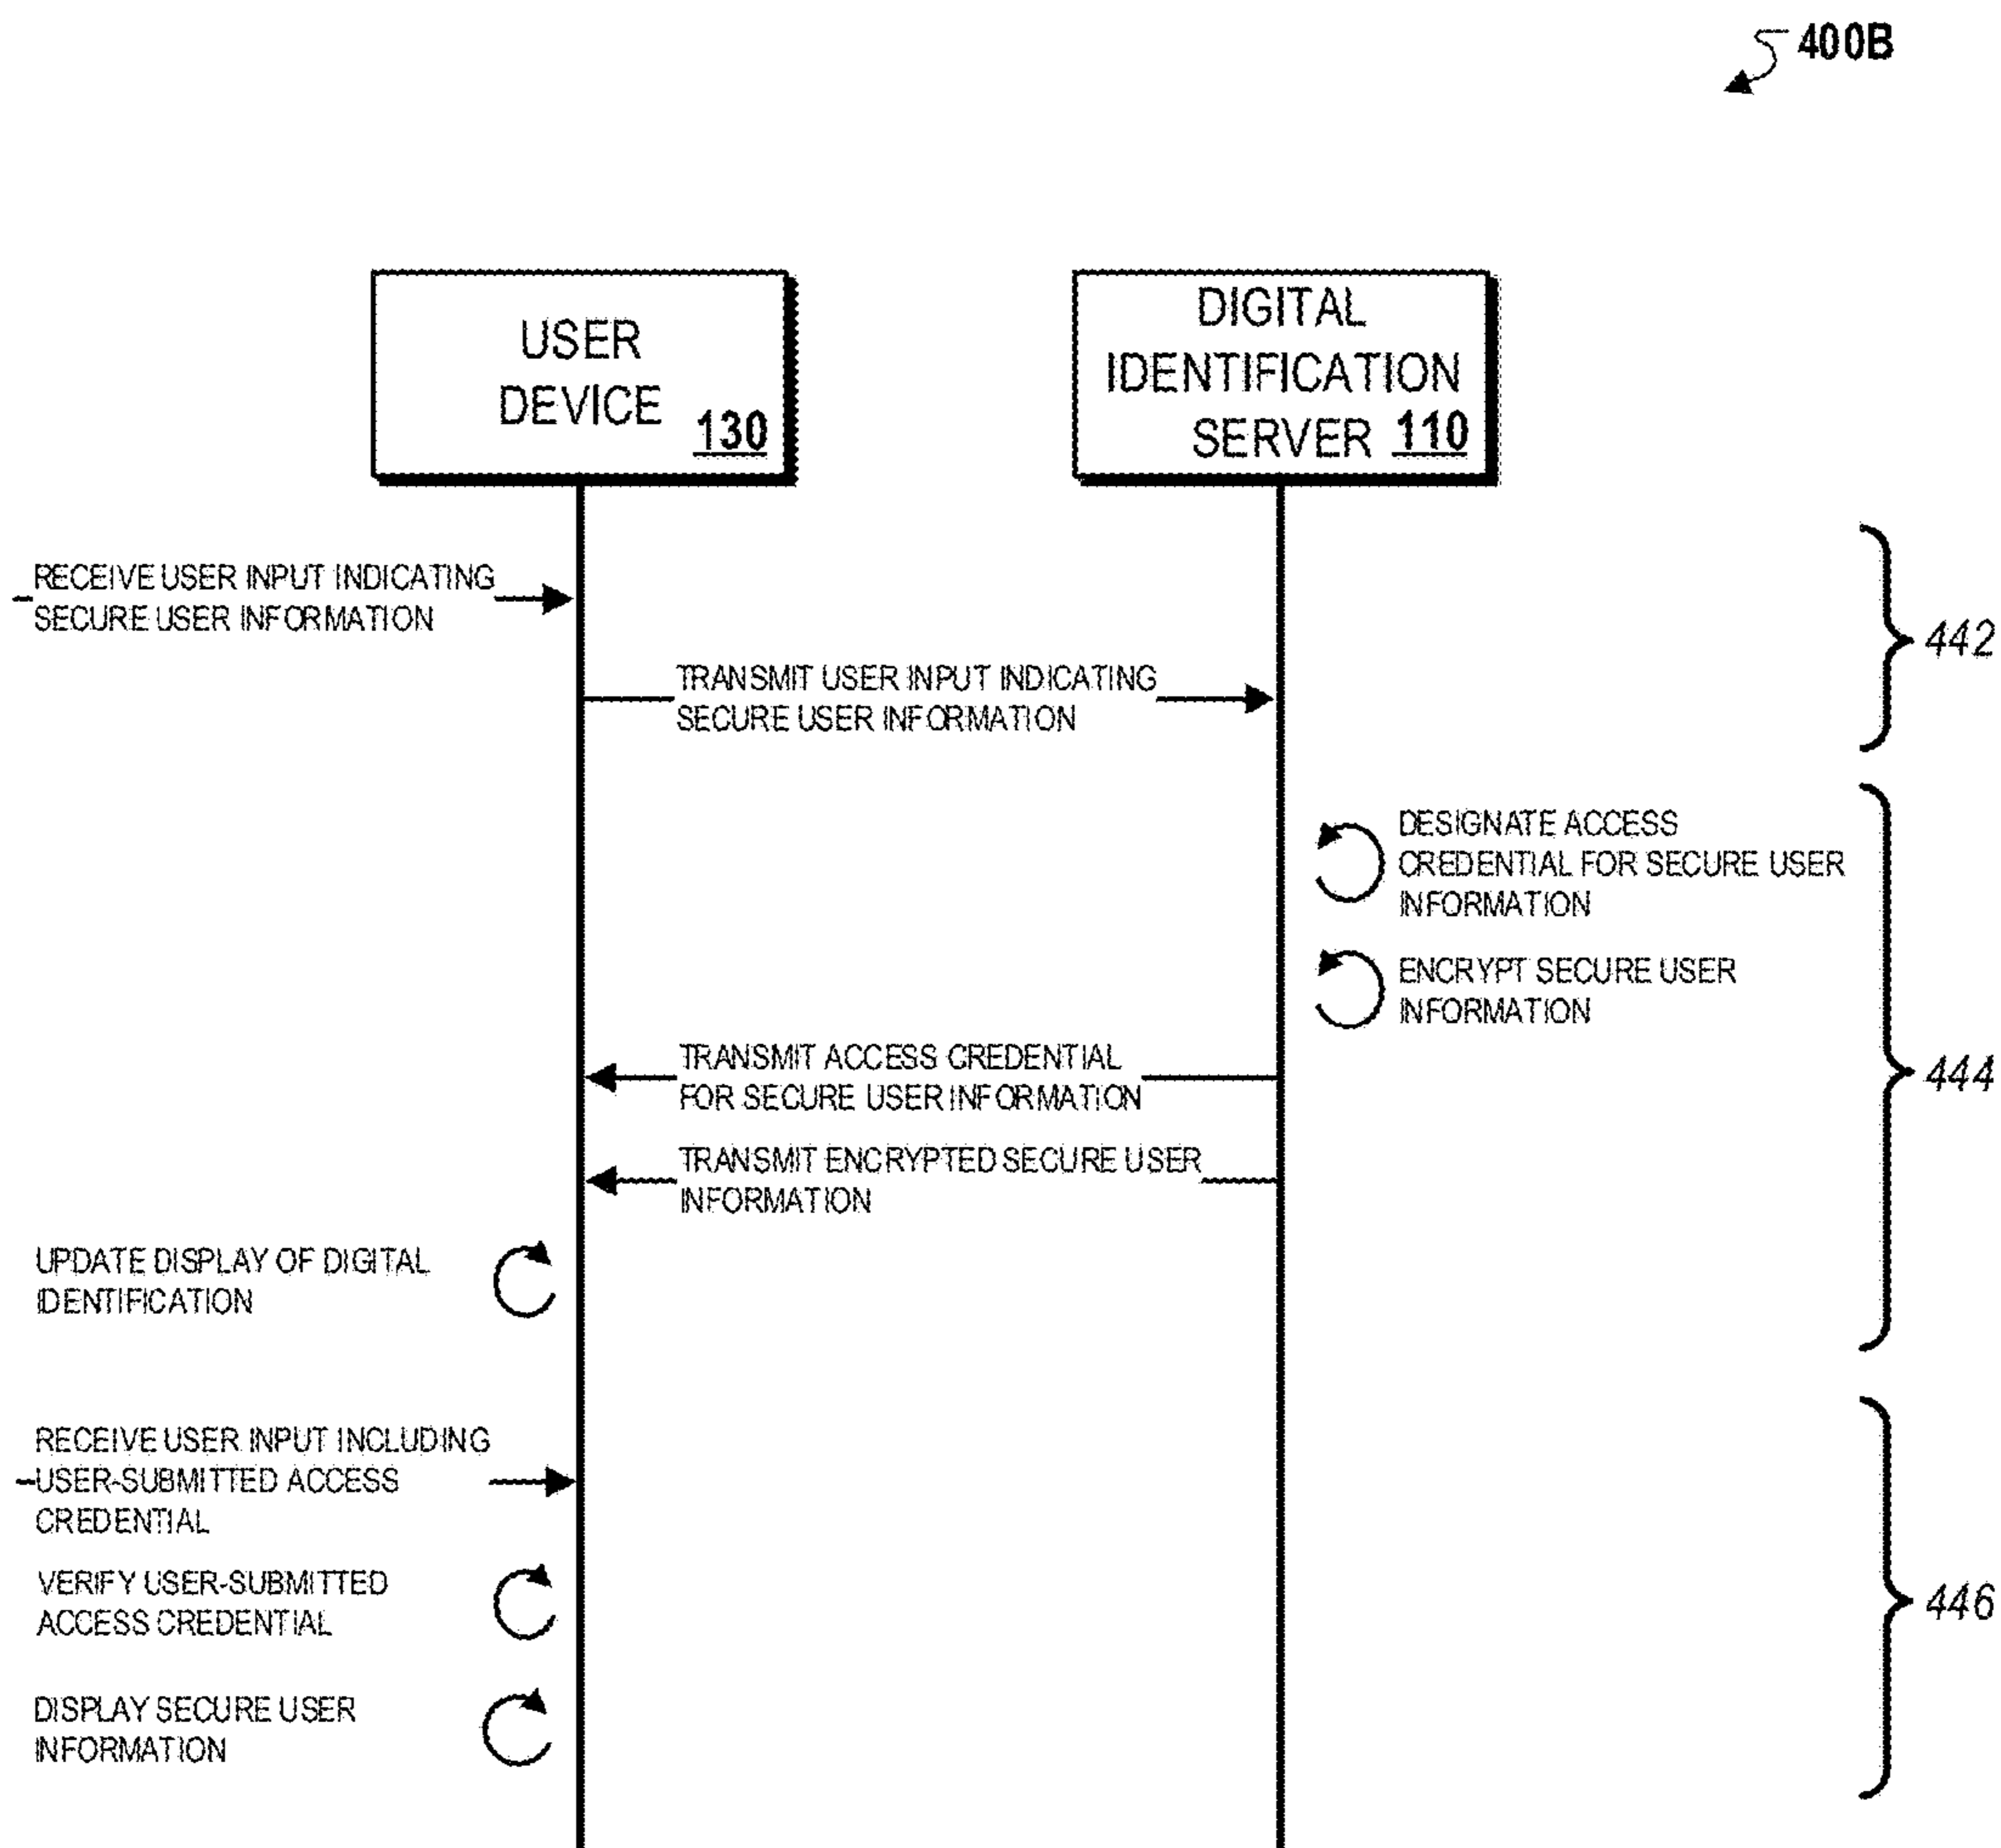 400B
USER
DEVICE 130
DIGITAL
IDENTIFICATION
SERVER 110
RECEIVE USER INPUT INDICATING
SECURE USER INFORMATION
442
TRANSMIT USER INPUT INDICATING
SECURE USER INFORMATION
DESIGNATE ACCESS
CREDENTIAL FOR SECURE USER
INFORMATION
ENCRYPT SECURE USER
INFORMATION
TRANSMIT ACCESS CREDENTIAL
FOR SECURE USER INFORMATION
444
TRANSMIT ENCRYPTED SECURE USER
INFORMATION
UPDATE DISPLAY OF DIGITAL
IDENTIFICATION
RECEIVE USER INPUT INCLUDING
USER-SUBMITTED ACCESS
CREDENTIAL
VERIFY USER-SUBMITTED
ACCESS CREDENTIAL
446
DISPLAY SECURE USER
INFORMATION